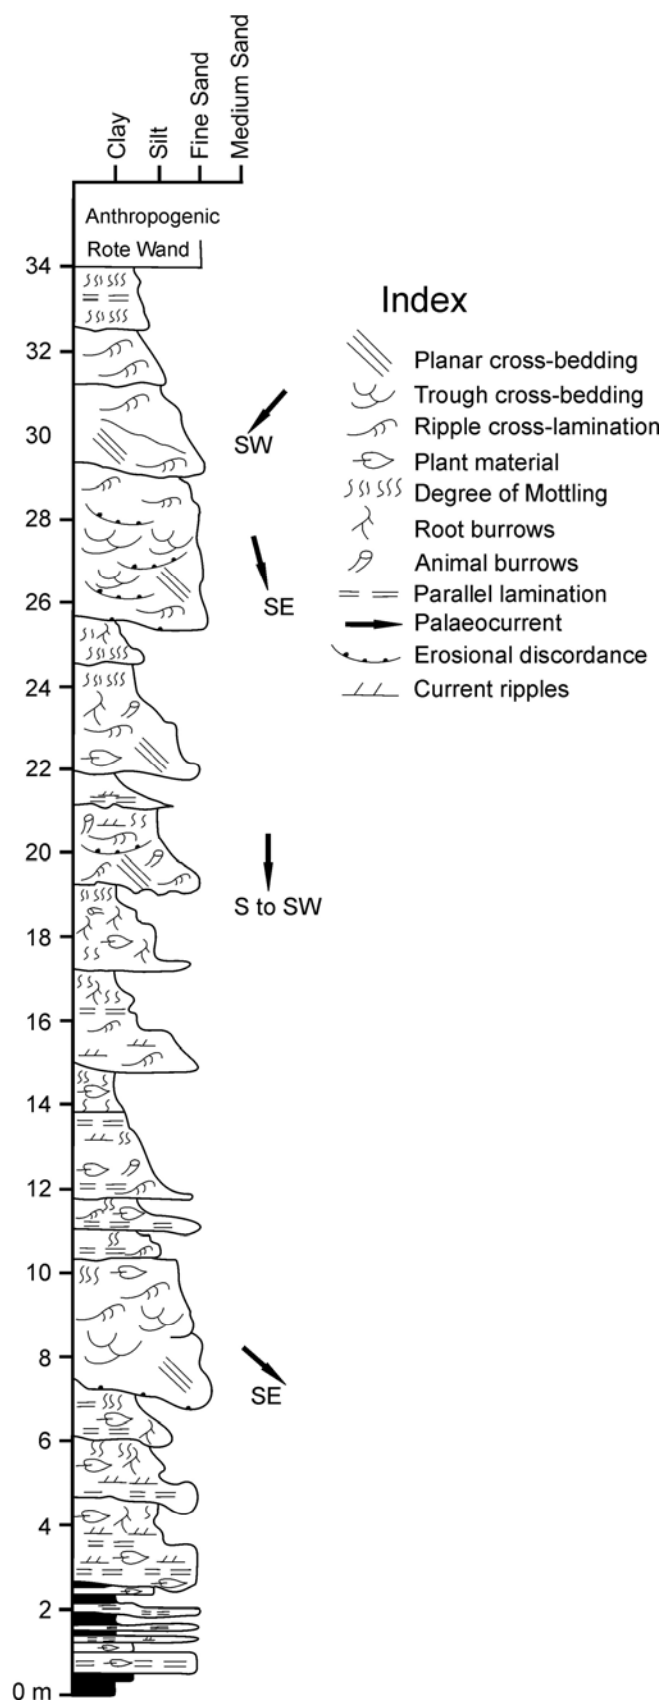 Clay
Silt
Fine Sand
Medium Sand
Anthropogenic
Rote Wand
34
32
30
28
26
24
22
20
18
16
14
12
10
8
6
4
2
0 m
SW
SE
S to SW
SE
Index
Planar cross-bedding
Trough cross-bedding
Ripple cross-lamination
Plant material
Degree of Mottling
Root burrows
Animal burrows
Parallel lamination
Palaeocurrent
Erosional discordance
Current ripples